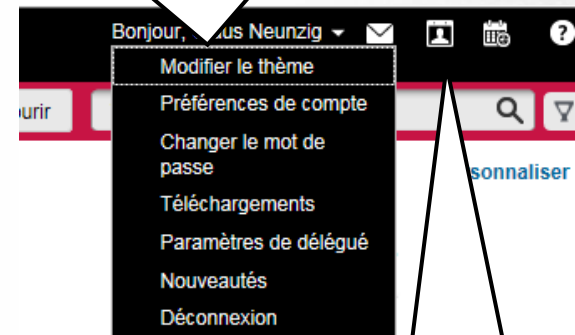 Bonjour, aus Neunzig
Modifier le thème
urir
Préférences de compte
Changer le mot de
passe
sonnaliser
Téléchargements
Paramètres de délégué
Nouveautés
Déconnexion